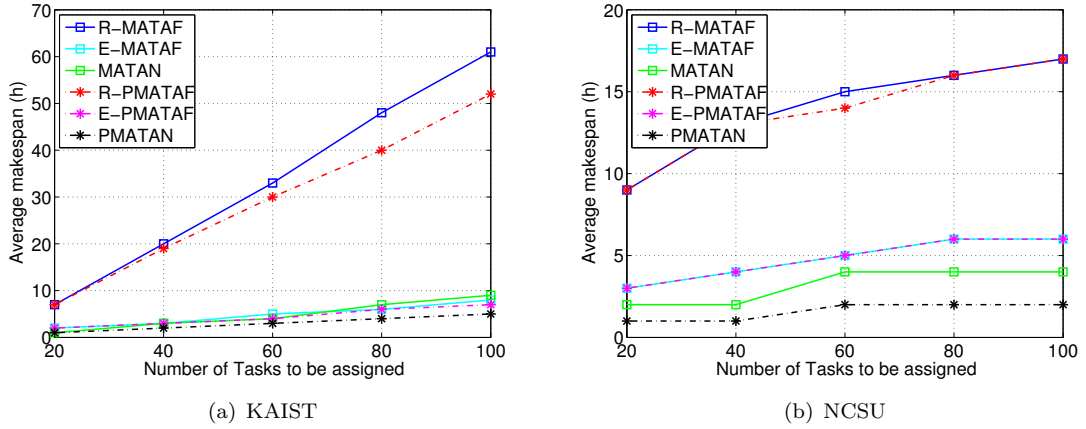 70
60
50
40
30
20
10
0
Average makespan (h)
R-MATAF
E-MATAF
MATAN
R-PMATAF
E-PMATAF
PMATAN
20 40 60 80 100
Number of Tasks to be assigned
(a) KAIST
20
15
10
5
0
Average makespan (h)
R-MATAF
E-MATAF
MATAN
R-PMATAF
E-PMATAF
PMATAN
20 40 60 80 100
Number of Tasks to be assigned
(b) NCSU